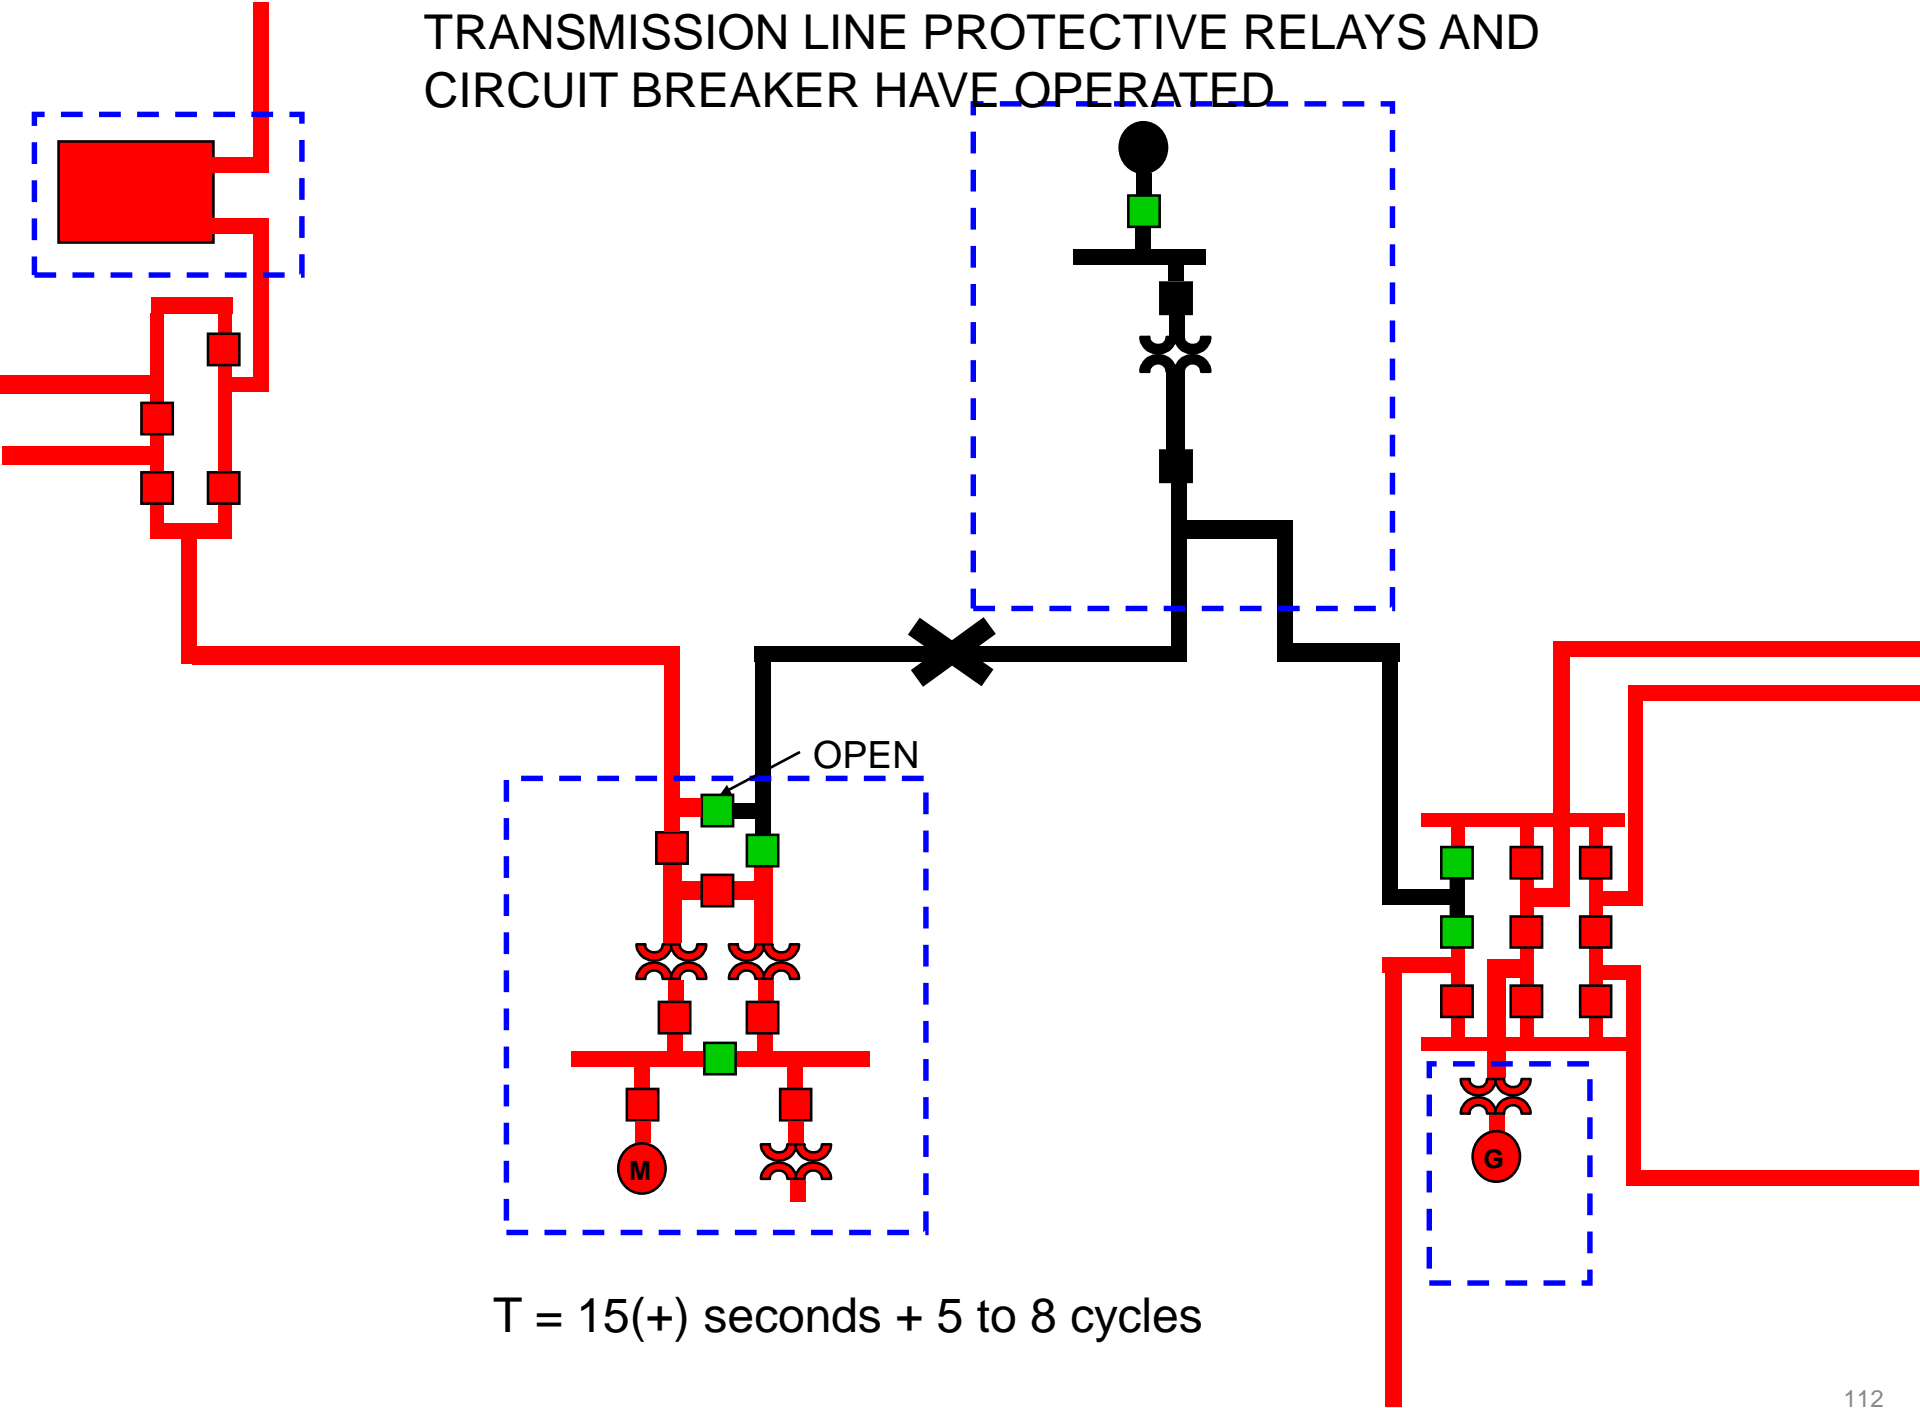 TRANSMISSION LINE PROTECTIVE RELAYS AND
CIRCUIT BREAKER HAVE OPERATED
OPEN
M
G
T = 15(+) seconds + 5 to 8 cycles
112